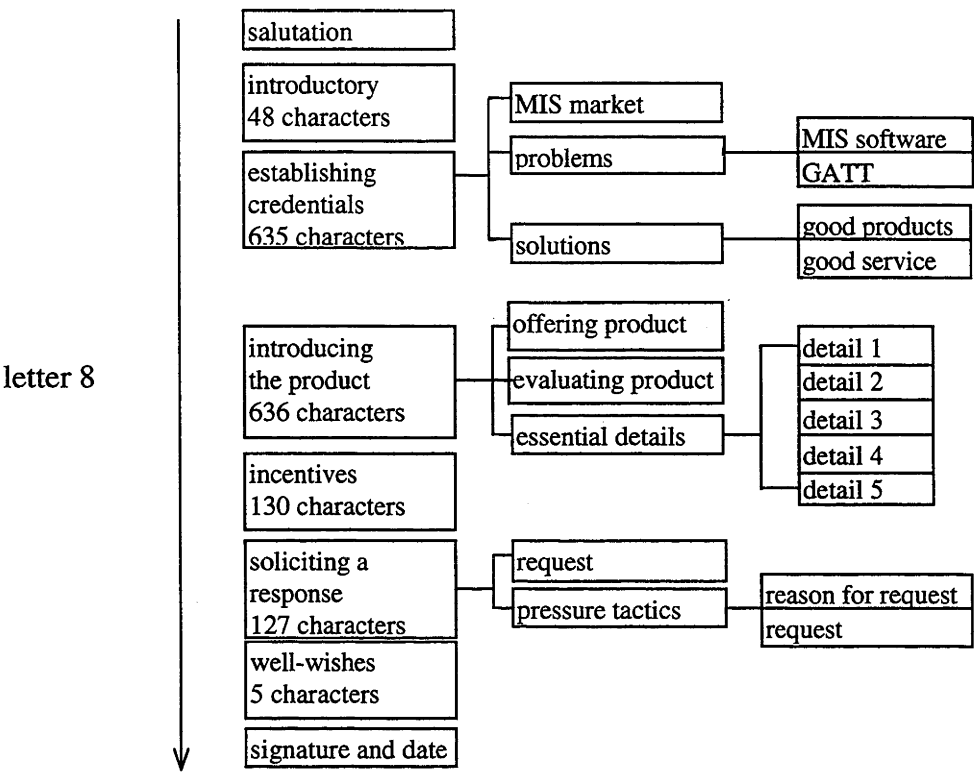 letter 8
salutation
introductory
48 characters
establishing
credentials
635 characters
MIS market
problems
MIS software
GATT
solutions
good products
good service
introducing
the product
636 characters
offering product
evaluating product
essential details
detail 1
detail 2
detail 3
detail 4
detail 5
incentives
130 characters
soliciting a
response
127 characters
request
pressure tactics
reason for request
request
well-wishes
5 characters
signature and date